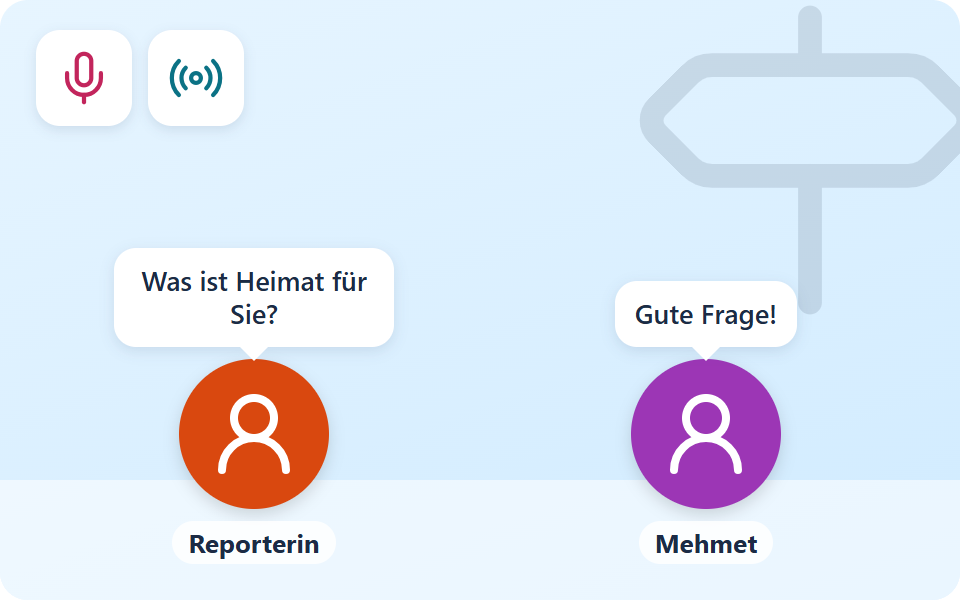 Was ist Heimat für
Sie?
Gute Frage!
Reporterin
Mehmet